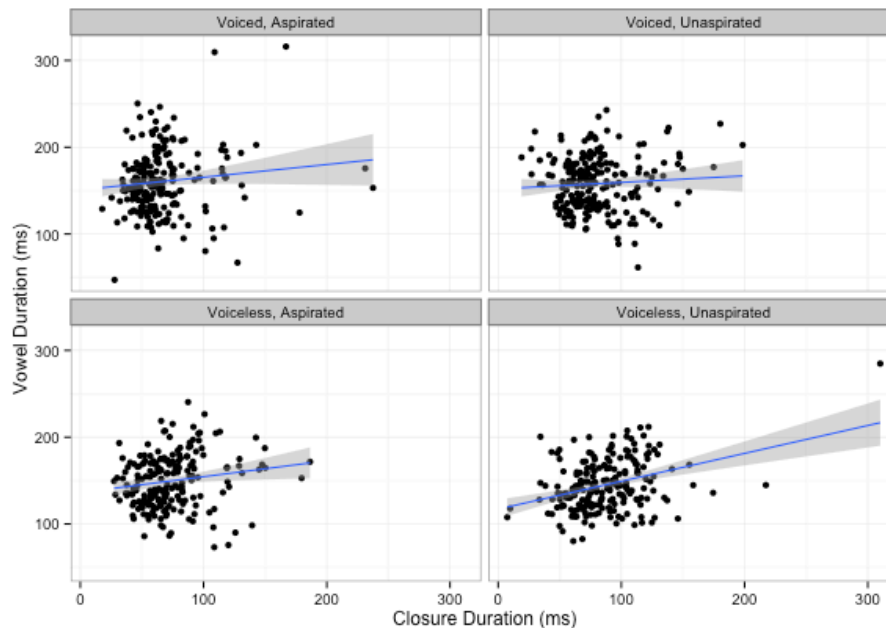 Voiced, Aspirated
Voiced, Unaspirated
300
200
100
Voiceless, Aspirated
Voiceless, Unaspirated
300
200
100
Vowel Duration (ms)
0 100 200 300 0 100 200 300
Closure Duration (ms)